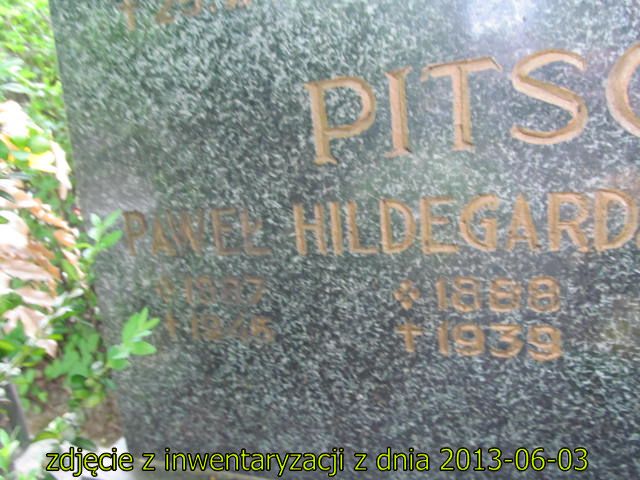 PITSC
PAWEŁ HILDEGARD
1887 1888
† 1945 † 1939
zdjęcie z inwentaryzacji z dnia 2013-06-03